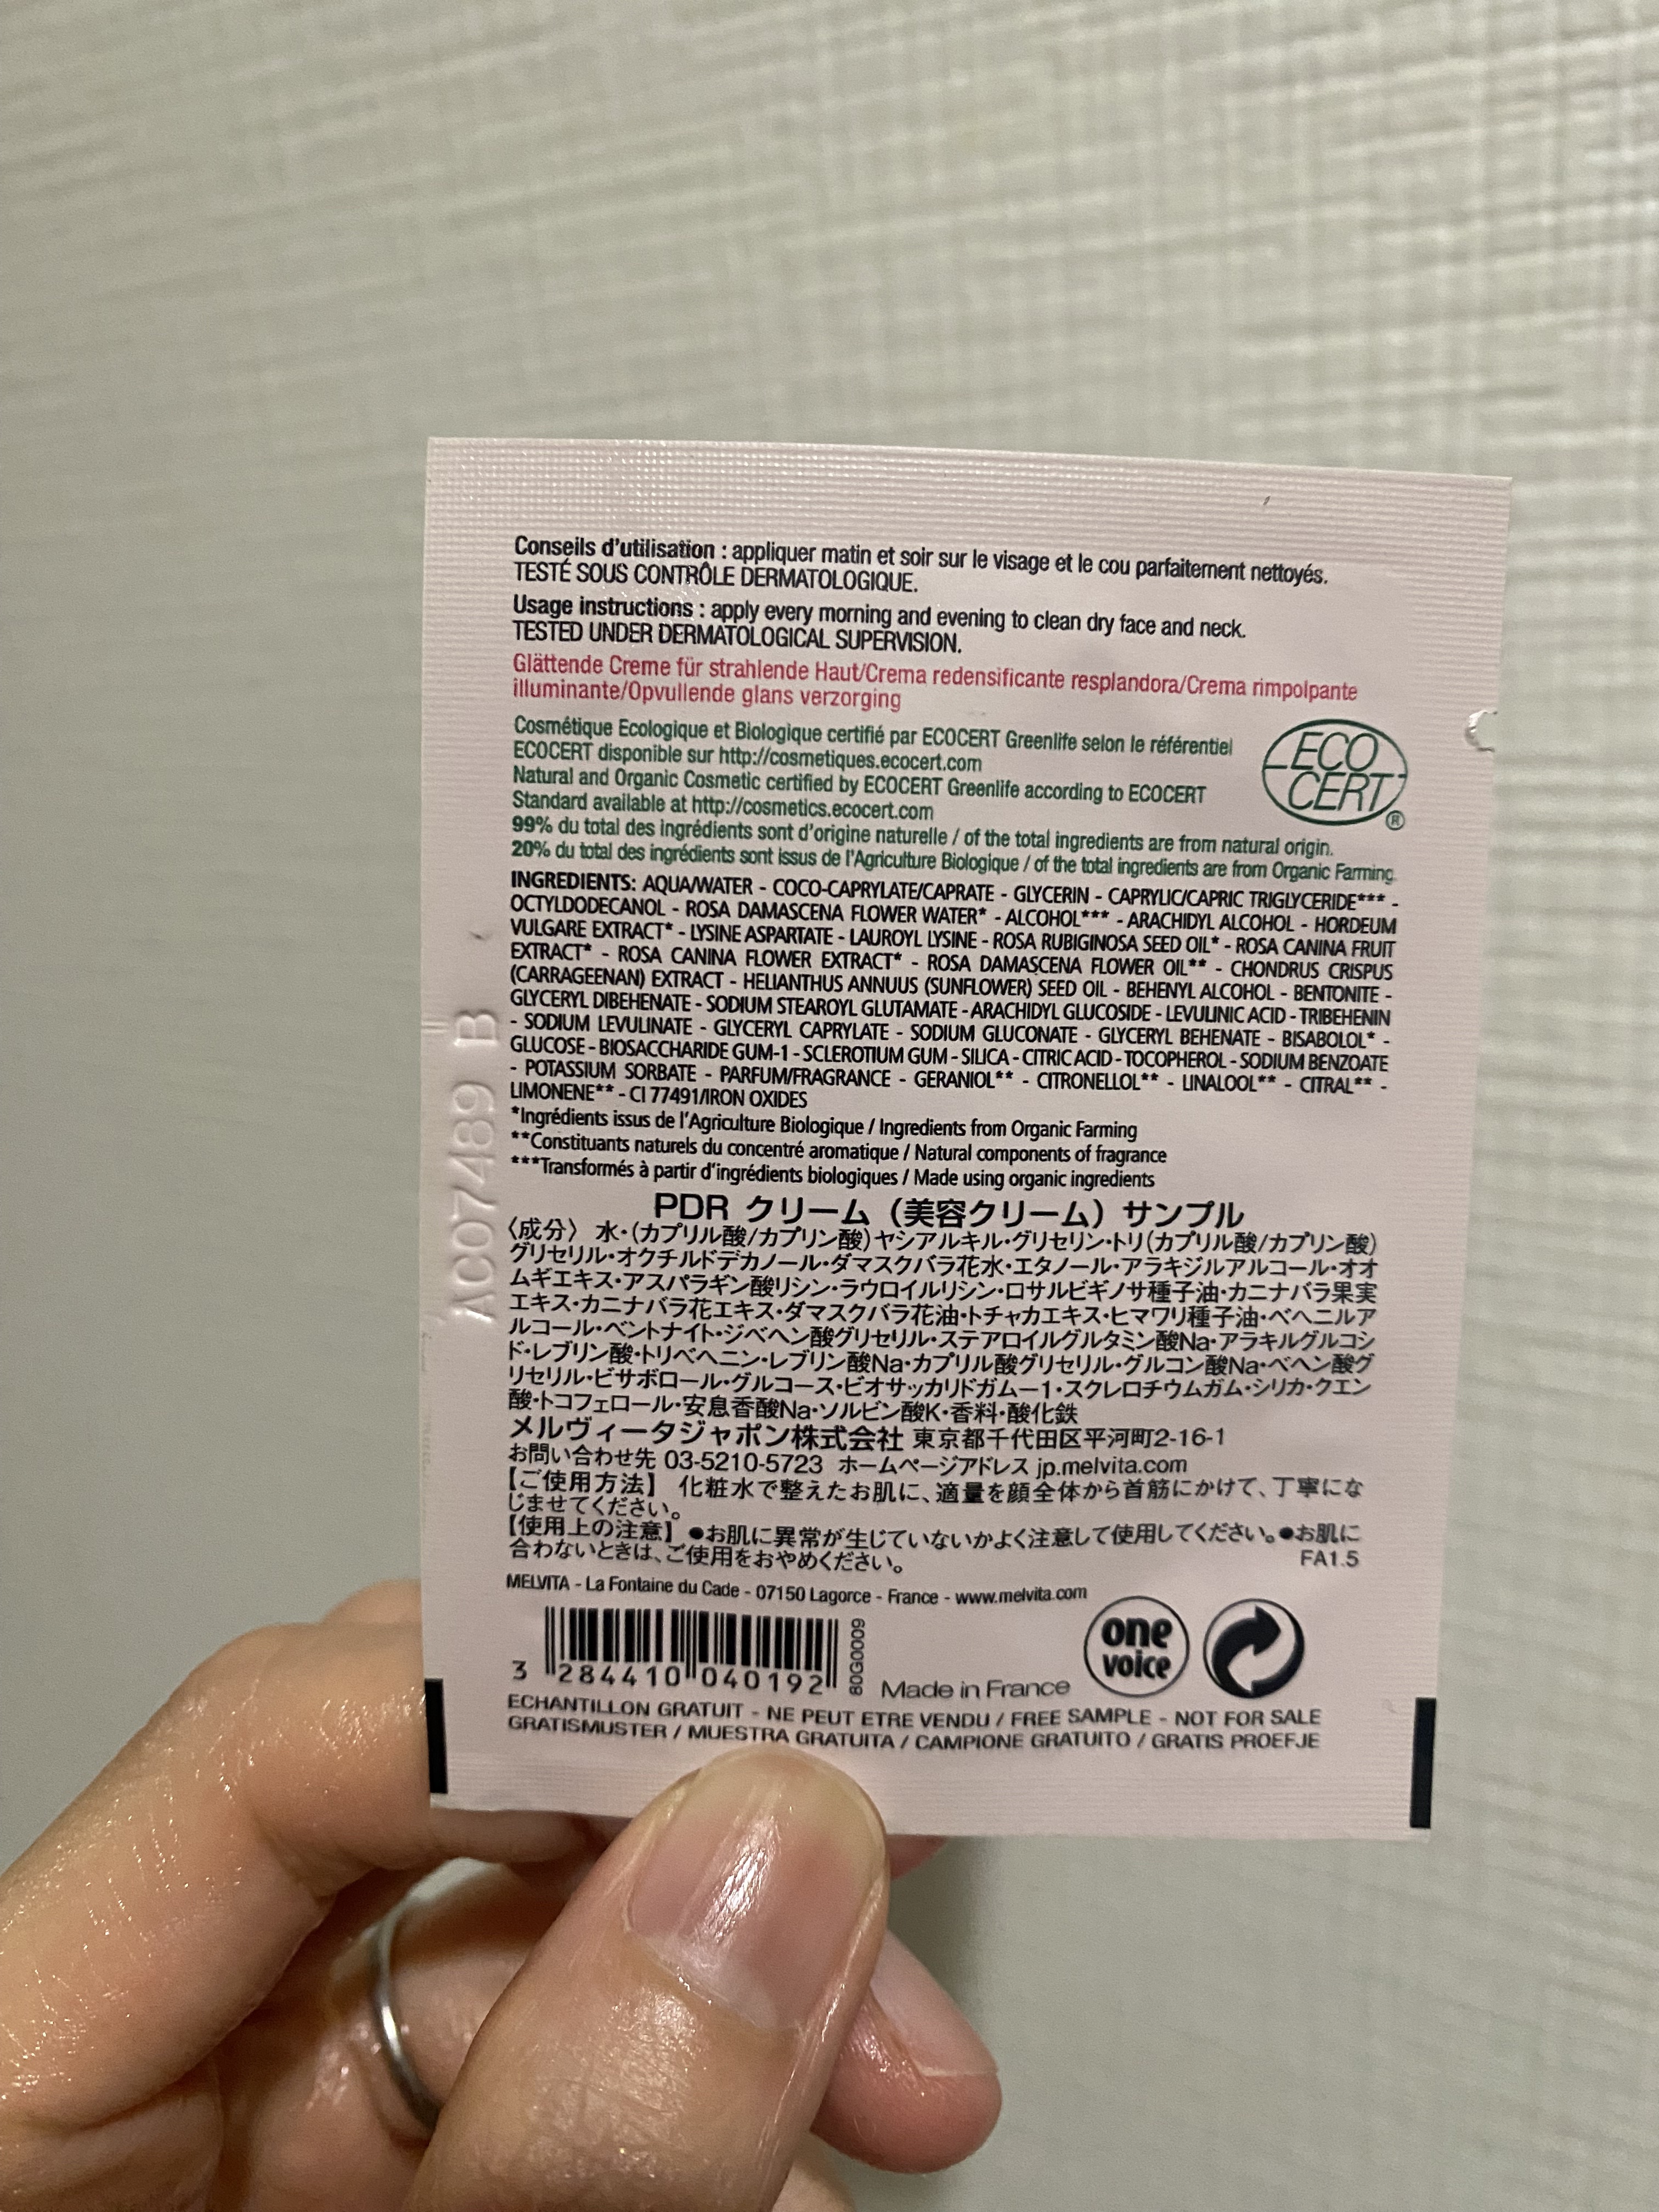 Conseils d'utilisation : appliquer matin et soir sur le visage et le cou parfaitement nettoyés.
TESTÉ SOUS CONTRÔLE DERMATOLOGIQUE.
Usage instructions : apply every morning and evening to clean dry face and neck.
TESTED UNDER DERMATOLOGICAL SUPERVISION.
Glättende Creme für strahlende Haut/Crema redensificante resplandora/Crema rimpolpante
illuminante/Opvullende glans verzorging
Cosmétique Ecologique et Biologique certifié par ECOCERT Greenlife selon le référentiel
ECOCERT disponible sur http://cosmetiques.ecocert.com
Natural and Organic Cosmetic certified by ECOCERT Greenlife according to ECOCERT
Standard available at http://cosmetics.ecocert.com
ECO
CERT
®
99% du total des ingrédients sont d'origine naturelle / of the total ingredients are from natural origin.
20% du total des ingrédients sont issus de l'Agriculture Biologique / of the total ingredients are from Organic Farming.
INGREDIENTS: AQUA/WATER - COCO-CAPRYLATE/CAPRATE - GLYCERIN - CAPRYLIC/CAPRIC TRIGLYCERIDE*** -
OCTYLDODECANOL - ROSA DAMASCENA FLOWER WATER* - ALCOHOL*** - ARACHIDYL ALCOHOL - HORDEUM
VULGARE EXTRACT* - LYSINE ASPARTATE - LAUROYL LYSINE - ROSA RUBIGINOSA SEED OIL* - ROSA CANINA FRUIT
EXTRACT* - ROSA CANINA FLOWER EXTRACT* - ROSA DAMASCENA FLOWER OIL** - CHONDRUS CRISPUS
(CARRAGEENAN) EXTRACT - HELIANTHUS ANNUUS (SUNFLOWER) SEED OIL - BEHENYL ALCOHOL - BENTONITE -
GLYCERYL DIBEHENATE - SODIUM STEAROYL GLUTAMATE - ARACHIDYL GLUCOSIDE - LEVULINIC ACID - TRIBEHENIN
- SODIUM LEVULINATE - GLYCERYL CAPRYLATE - SODIUM GLUCONATE - GLYCERYL BEHENATE - BISABOLOL* -
GLUCOSE - BIOSACCHARIDE GUM-1 - SCLEROTIUM GUM - SILICA - CITRIC ACID - TOCOPHEROL - SODIUM BENZOATE
- POTASSIUM SORBATE - PARFUM/FRAGRANCE - GERANIOL** - CITRONELLOL** - LINALOOL** - CITRAL** -
LIMONENE** - CI 77491/IRON OXIDES
*Ingrédients issus de l'Agriculture Biologique / Ingredients from Organic Farming
**Constituants naturels du concentré aromatique / Natural components of fragrance
***Transformés à partir d'ingrédients biologiques / Made using organic ingredients
AC07489 B
PDR クリーム（美容クリーム）サンプル
〈成分〉 水・(カプリル酸/カプリン酸)ヤシアルキル・グリセリン・トリ(カプリル酸/カプリン酸)
グリセリル・オクチルドデカノール・ダマスクバラ花水・エタノール・アラキジルアルコール・オオ
ムギエキス・アスパラギン酸リシン・ラウロイルリシン・ロサルビギノサ種子油・カニナバラ果実
エキス・カニナバラ花エキス・ダマスクバラ花油・トチャカエキス・ヒマワリ種子油・ベヘニルア
ルコール・ベントナイト・ジベヘン酸グリセリル・ステアロイルグルタミン酸Na・アラキルグルコシ
ド・レブリン酸・トリベヘニン・レブリン酸Na・カプリル酸グリセリル・グルコン酸Na・ベヘン酸グ
リセリル・ビサボロール・グルコース・ビオサッカリドガム－1・スクレロチウムガム・シリカ・クエン
酸・トコフェロール・安息香酸Na・ソルビン酸K・香料・酸化鉄
メルヴィータジャポン株式会社 東京都千代田区平河町2-16-1
お問い合わせ先 03-5210-5723 ホームページアドレス jp.melvita.com
【ご使用方法】 化粧水で整えたお肌に、適量を顔全体から首筋にかけて、丁寧にな
じませてください。
【使用上の注意】●お肌に異常が生じていないかよく注意して使用してください。●お肌に
合わないときは、ご使用をおやめください。
FA1.5
MELVITA - La Fontaine du Cade - 07150 Lagorce - France - www.melvita.com
3 284410 040192
80G0009
Made in France
one
voice
ECHANTILLON GRATUIT - NE PEUT ETRE VENDU / FREE SAMPLE - NOT FOR SALE
GRATISMUSTER / MUESTRA GRATUITA / CAMPIONE GRATUITO / GRATIS PROEFJE